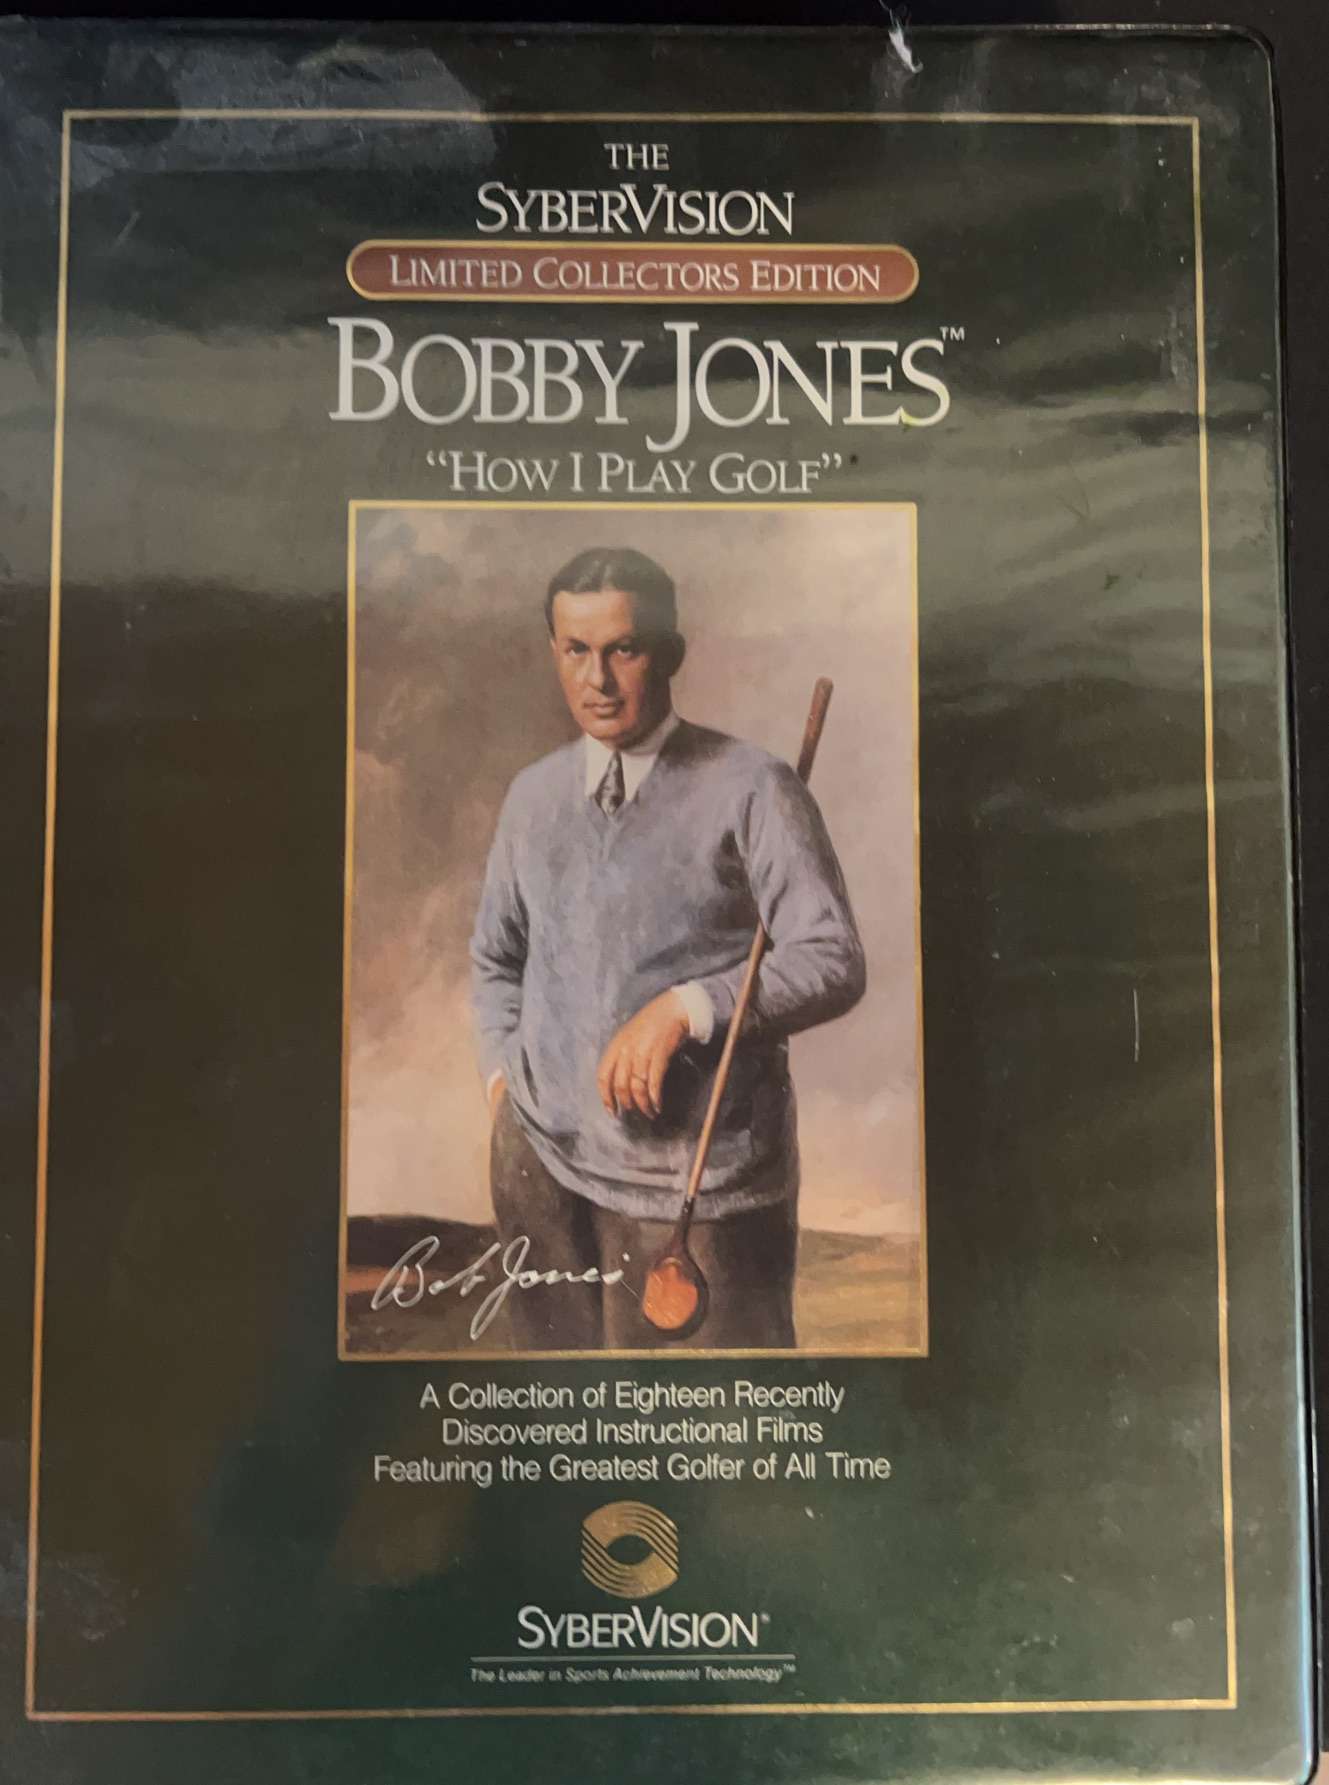 THE
SYBERVISION
LIMITED COLLECTORS EDITION
BOBBY JONES™
“HOW I PLAY GOLF”
Bob Jones
A Collection of Eighteen Recently
Discovered Instructional Films
Featuring the Greatest Golfer of All Time
SYBERVISION®
The Leader in Sports Achievement Technology™